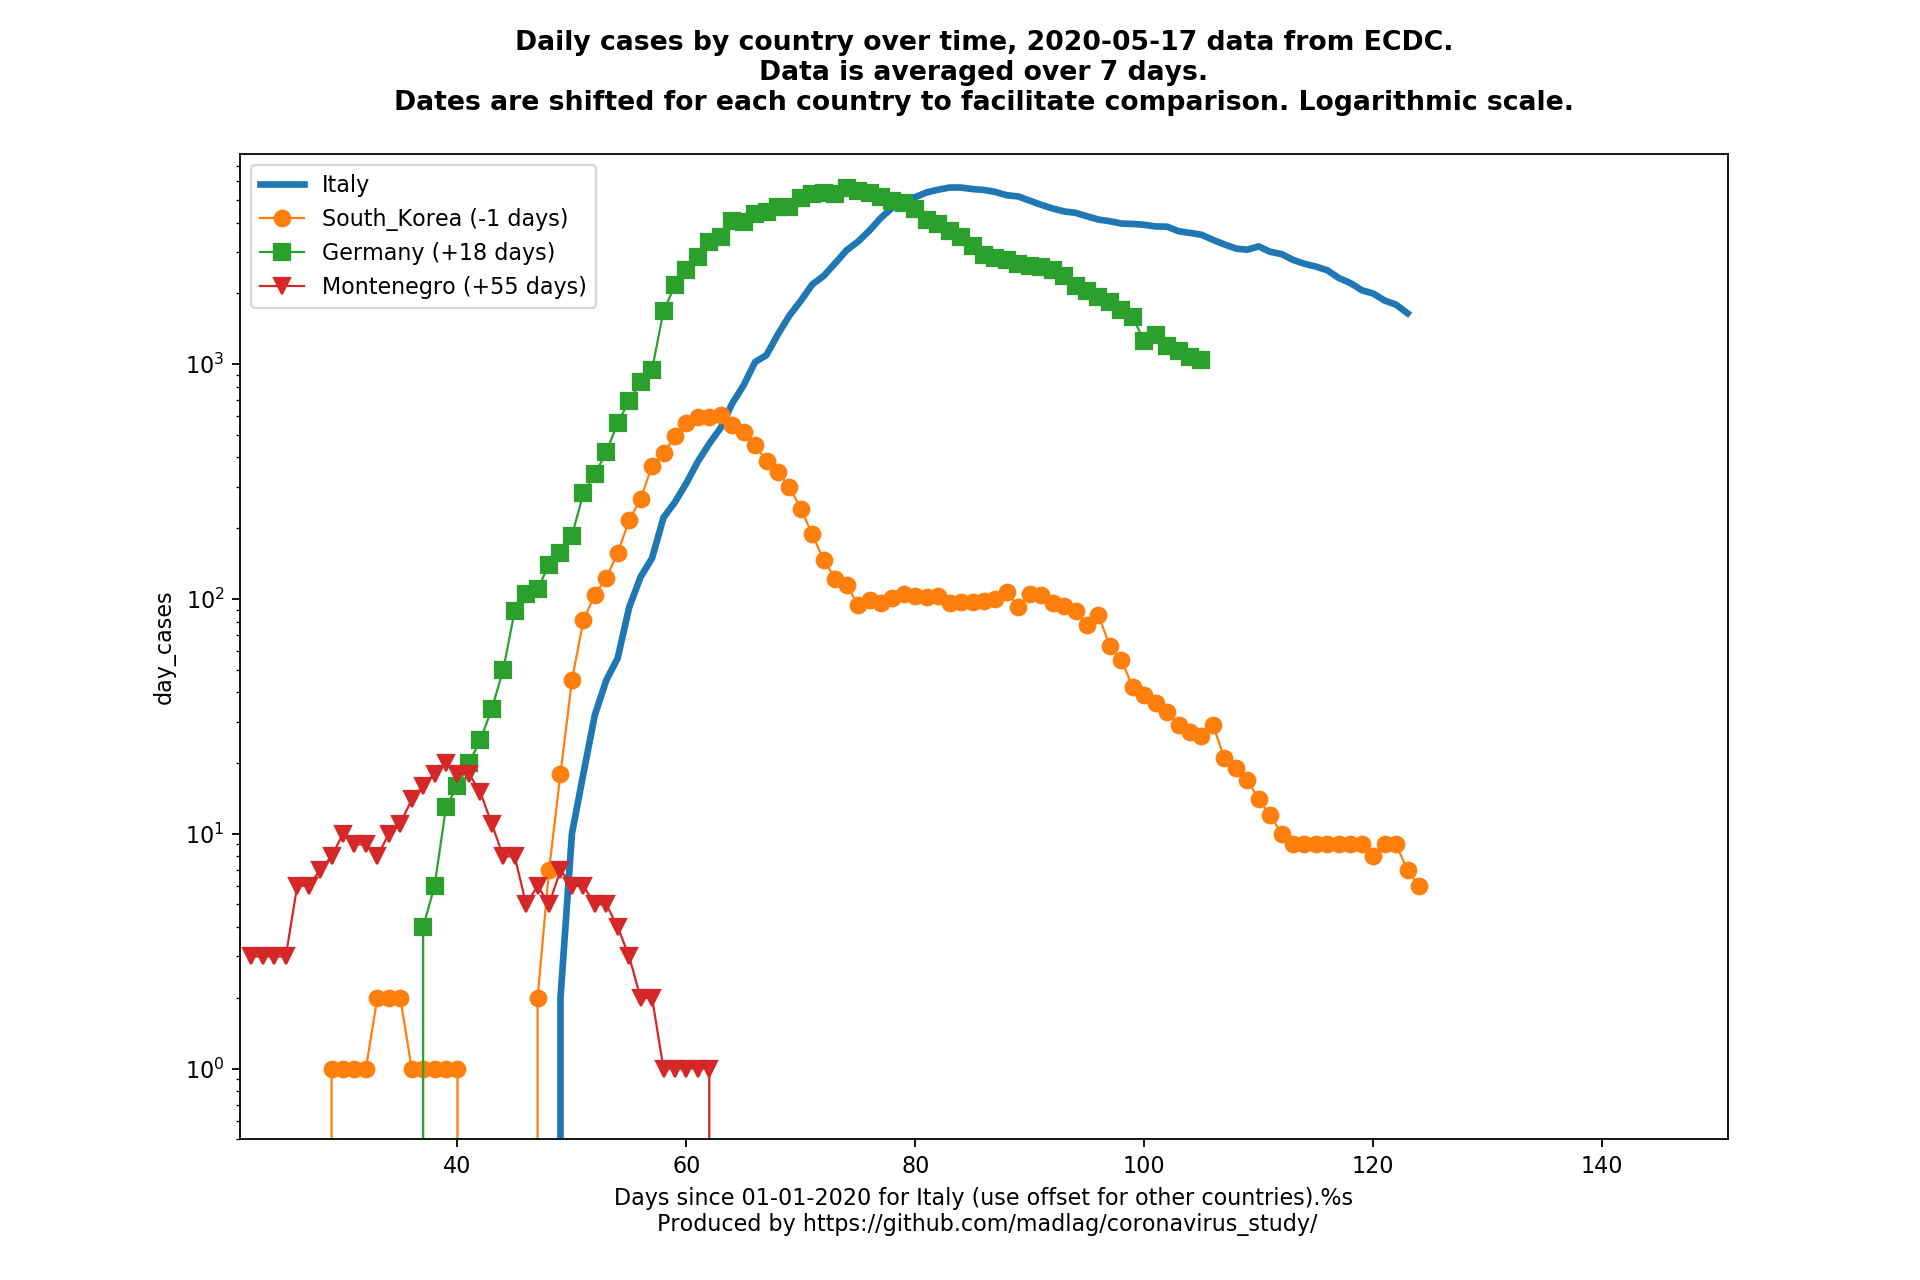 Daily cases by country over time, 2020-05-17 data from ECDC.
Data is averaged over 7 days.
Dates are shifted for each country to facilitate comparison. Logarithmic scale.
Italy
South_Korea (-1 days)
Germany (+18 days)
Montenegro (+55 days)
10³
10²
10¹
10⁰
day_cases
40 60 80 100 120 140
Days since 01-01-2020 for Italy (use offset for other countries).%s
Produced by https://github.com/madlag/coronavirus_study/